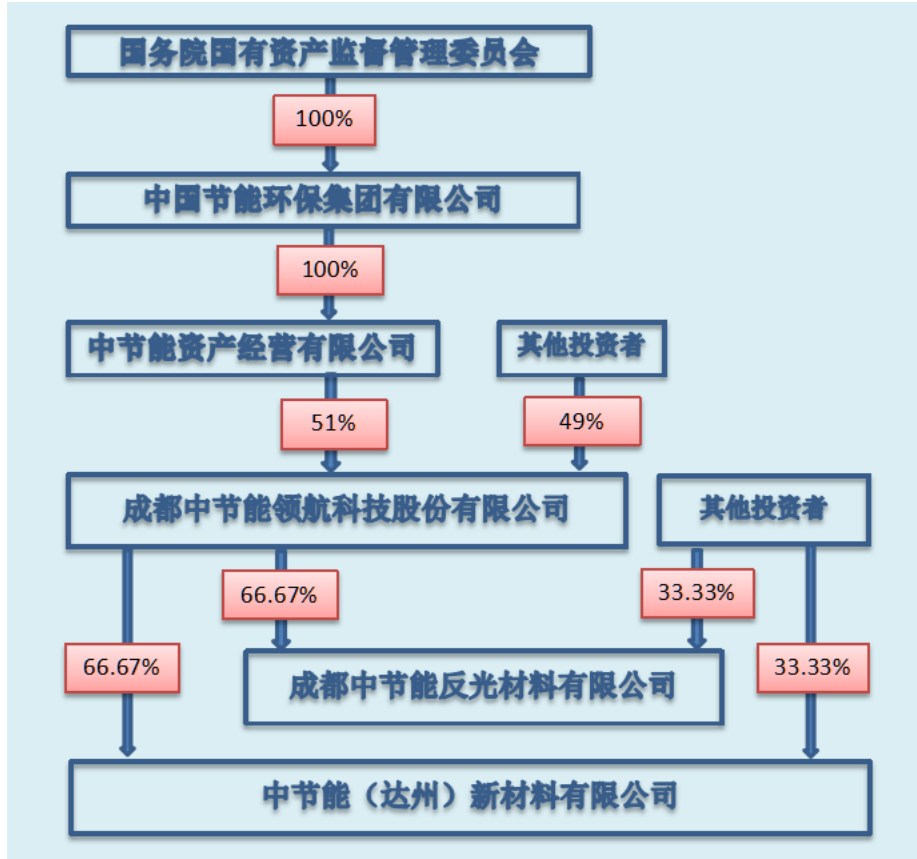 国务院国有资产监督管理委员会
100%
中国节能环保集团有限公司
100%
中节能资产经营有限公司
其他投资者
51%
49%
成都中节能领航科技股份有限公司
其他投资者
66.67%
33.33%
66.67%
33.33%
成都中节能反光材料有限公司
中节能（达州）新材料有限公司